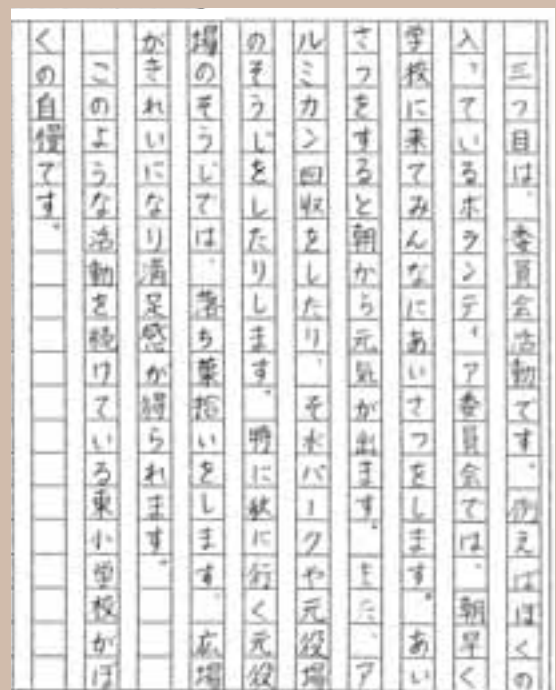 三つ目は、委員会活動です。例えばぼくの
入っているボランティア委員会では、朝早く
学校に来てみんなにあいさつをします。あい
さつをすると朝から元気が出ます。また、ア
ルミカン回収をしたり、そ水パークや元役場
のそうじをしたりします。特に秋に行く元役
場のそうじでは、落ち葉拾いをします。広場
がきれいになり満足感が得られます。
このような活動を続けている東小学校がぼ
くの自慢です。